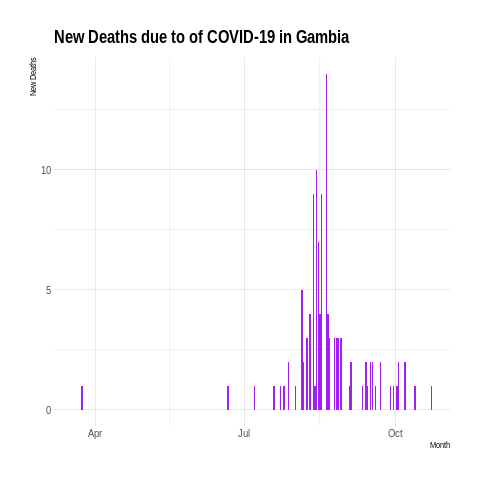 New Deaths due to of COVID-19 in Gambia
New Deaths
10
5
0
Apr Jul Oct
Month